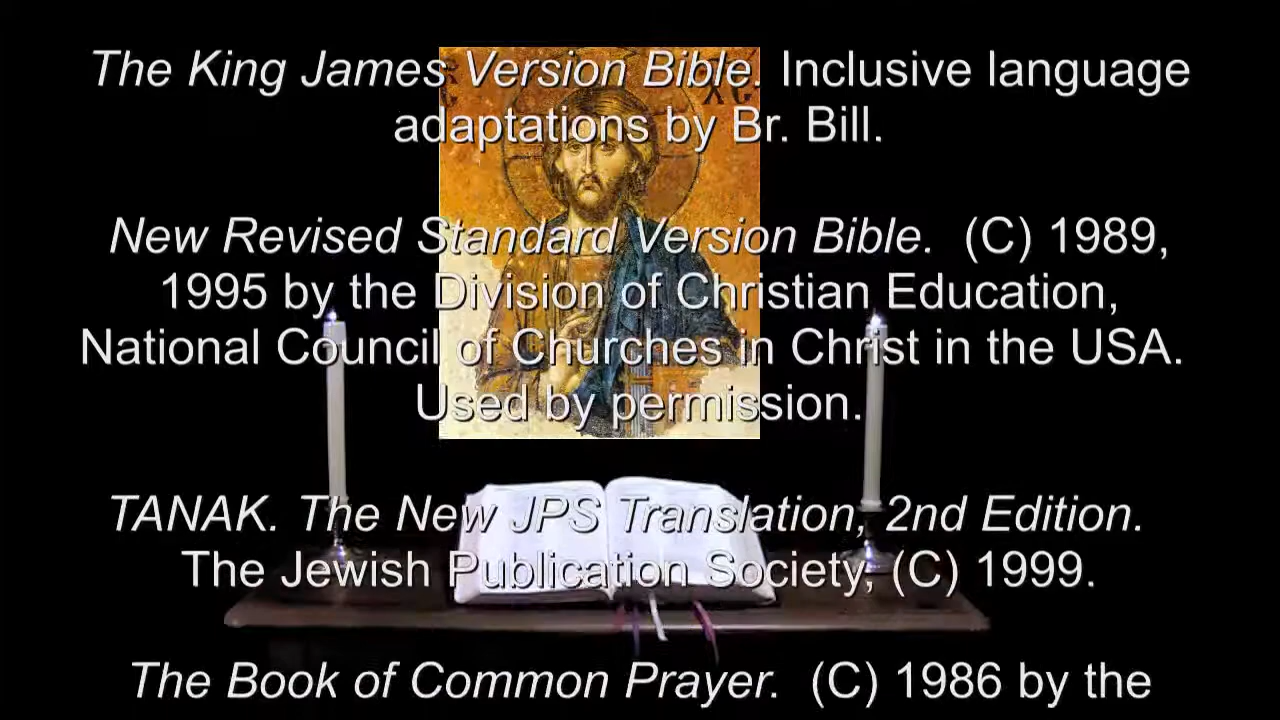 The King James Version Bible. Inclusive language
adaptations by Br. Bill.
New Revised Standard Version Bible. (C) 1989,
1995 by the Division of Christian Education,
National Council of Churches in Christ in the USA.
Used by permission.
TANAK. The New JPS Translation, 2nd Edition.
The Jewish Publication Society, (C) 1999.
The Book of Common Prayer. (C) 1986 by the